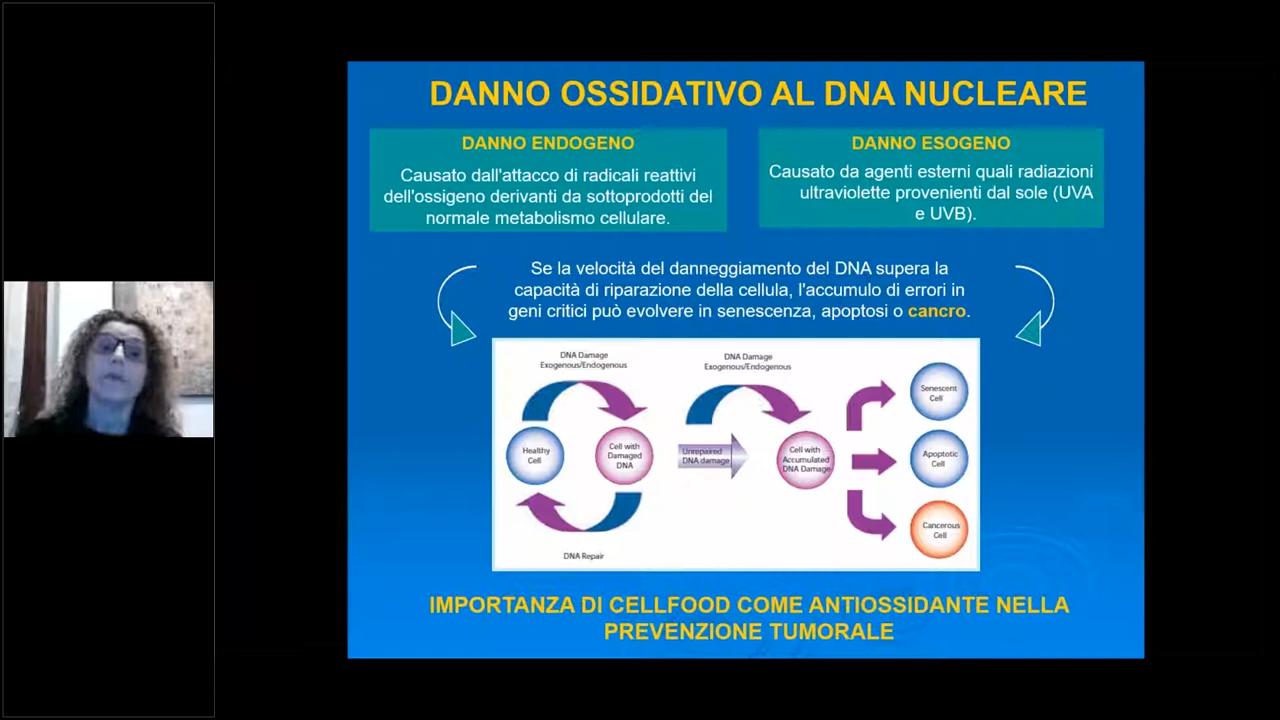 DANNO OSSIDATIVO AL DNA NUCLEARE
DANNO ENDOGENO
Causato dall'attacco di radicali reattivi
dell'ossigeno derivanti da sottoprodotti del
normale metabolismo cellulare.
DANNO ESOGENO
Causato da agenti esterni quali radiazioni
ultraviolette provenienti dal sole (UVA
e UVB).
Se la velocità del danneggiamento del DNA supera la
capacità di riparazione della cellula, l'accumulo di errori in
geni critici può evolvere in senescenza, apoptosi o cancro.
DNA Damage
Exogenous/Endogenous
DNA Damage
Exogenous/Endogenous
Healthy
Cell
Cell with
Damaged
DNA
Unrepaired
DNA damage
Cell with
Accumulated
DNA Damage
Senescent
Cell
Apoptotic
Cell
Cancerous
Cell
DNA Repair
IMPORTANZA DI CELLFOOD COME ANTIOSSIDANTE NELLA
PREVENZIONE TUMORALE